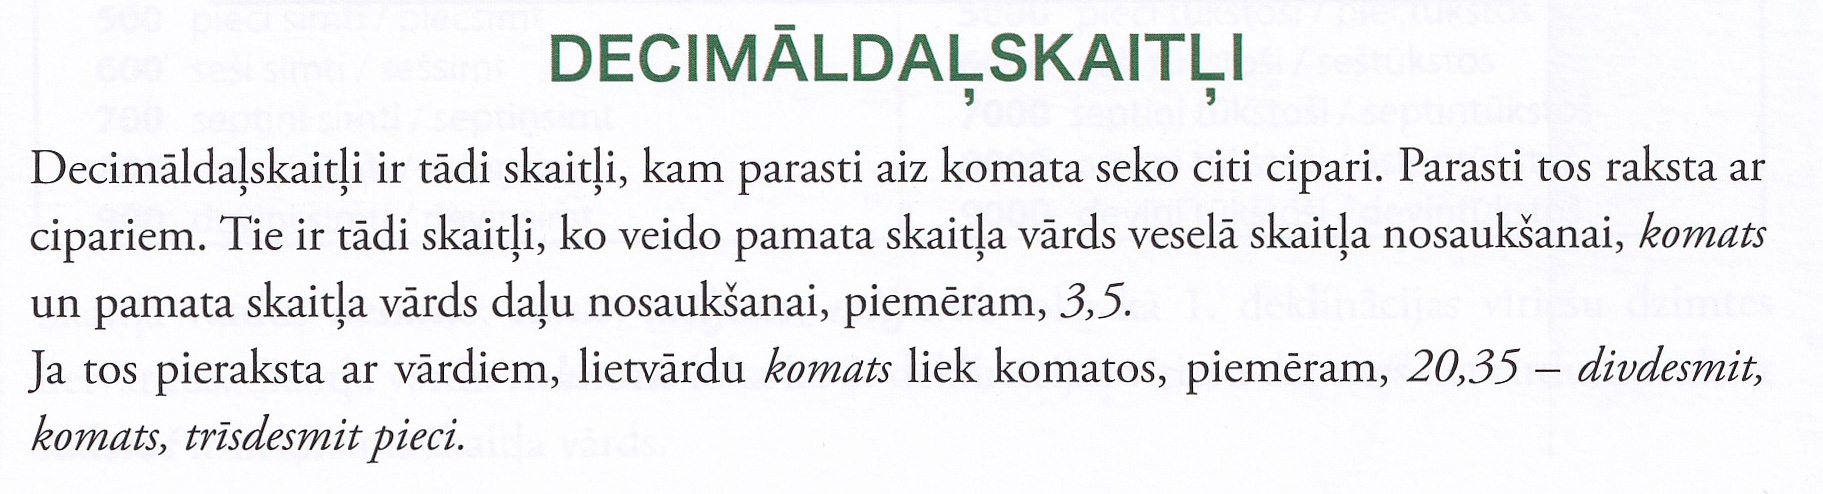 DECIMĀLDAĻSKAITĻI
Decimāldaļskaitļi ir tādi skaitļi, kam parasti aiz komata seko citi cipari. Parasti tos raksta ar
cipariem. Tie ir tādi skaitļi, ko veido pamata skaitļa vārds veselā skaitļa nosaukšanai, komats
un pamata skaitļa vārds daļu nosaukšanai, piemēram, 3,5.
Ja tos pieraksta ar vārdiem, lietvārdu komats liek komatos, piemēram, 20,35 – divdesmit,
komats, trīsdesmit pieci.